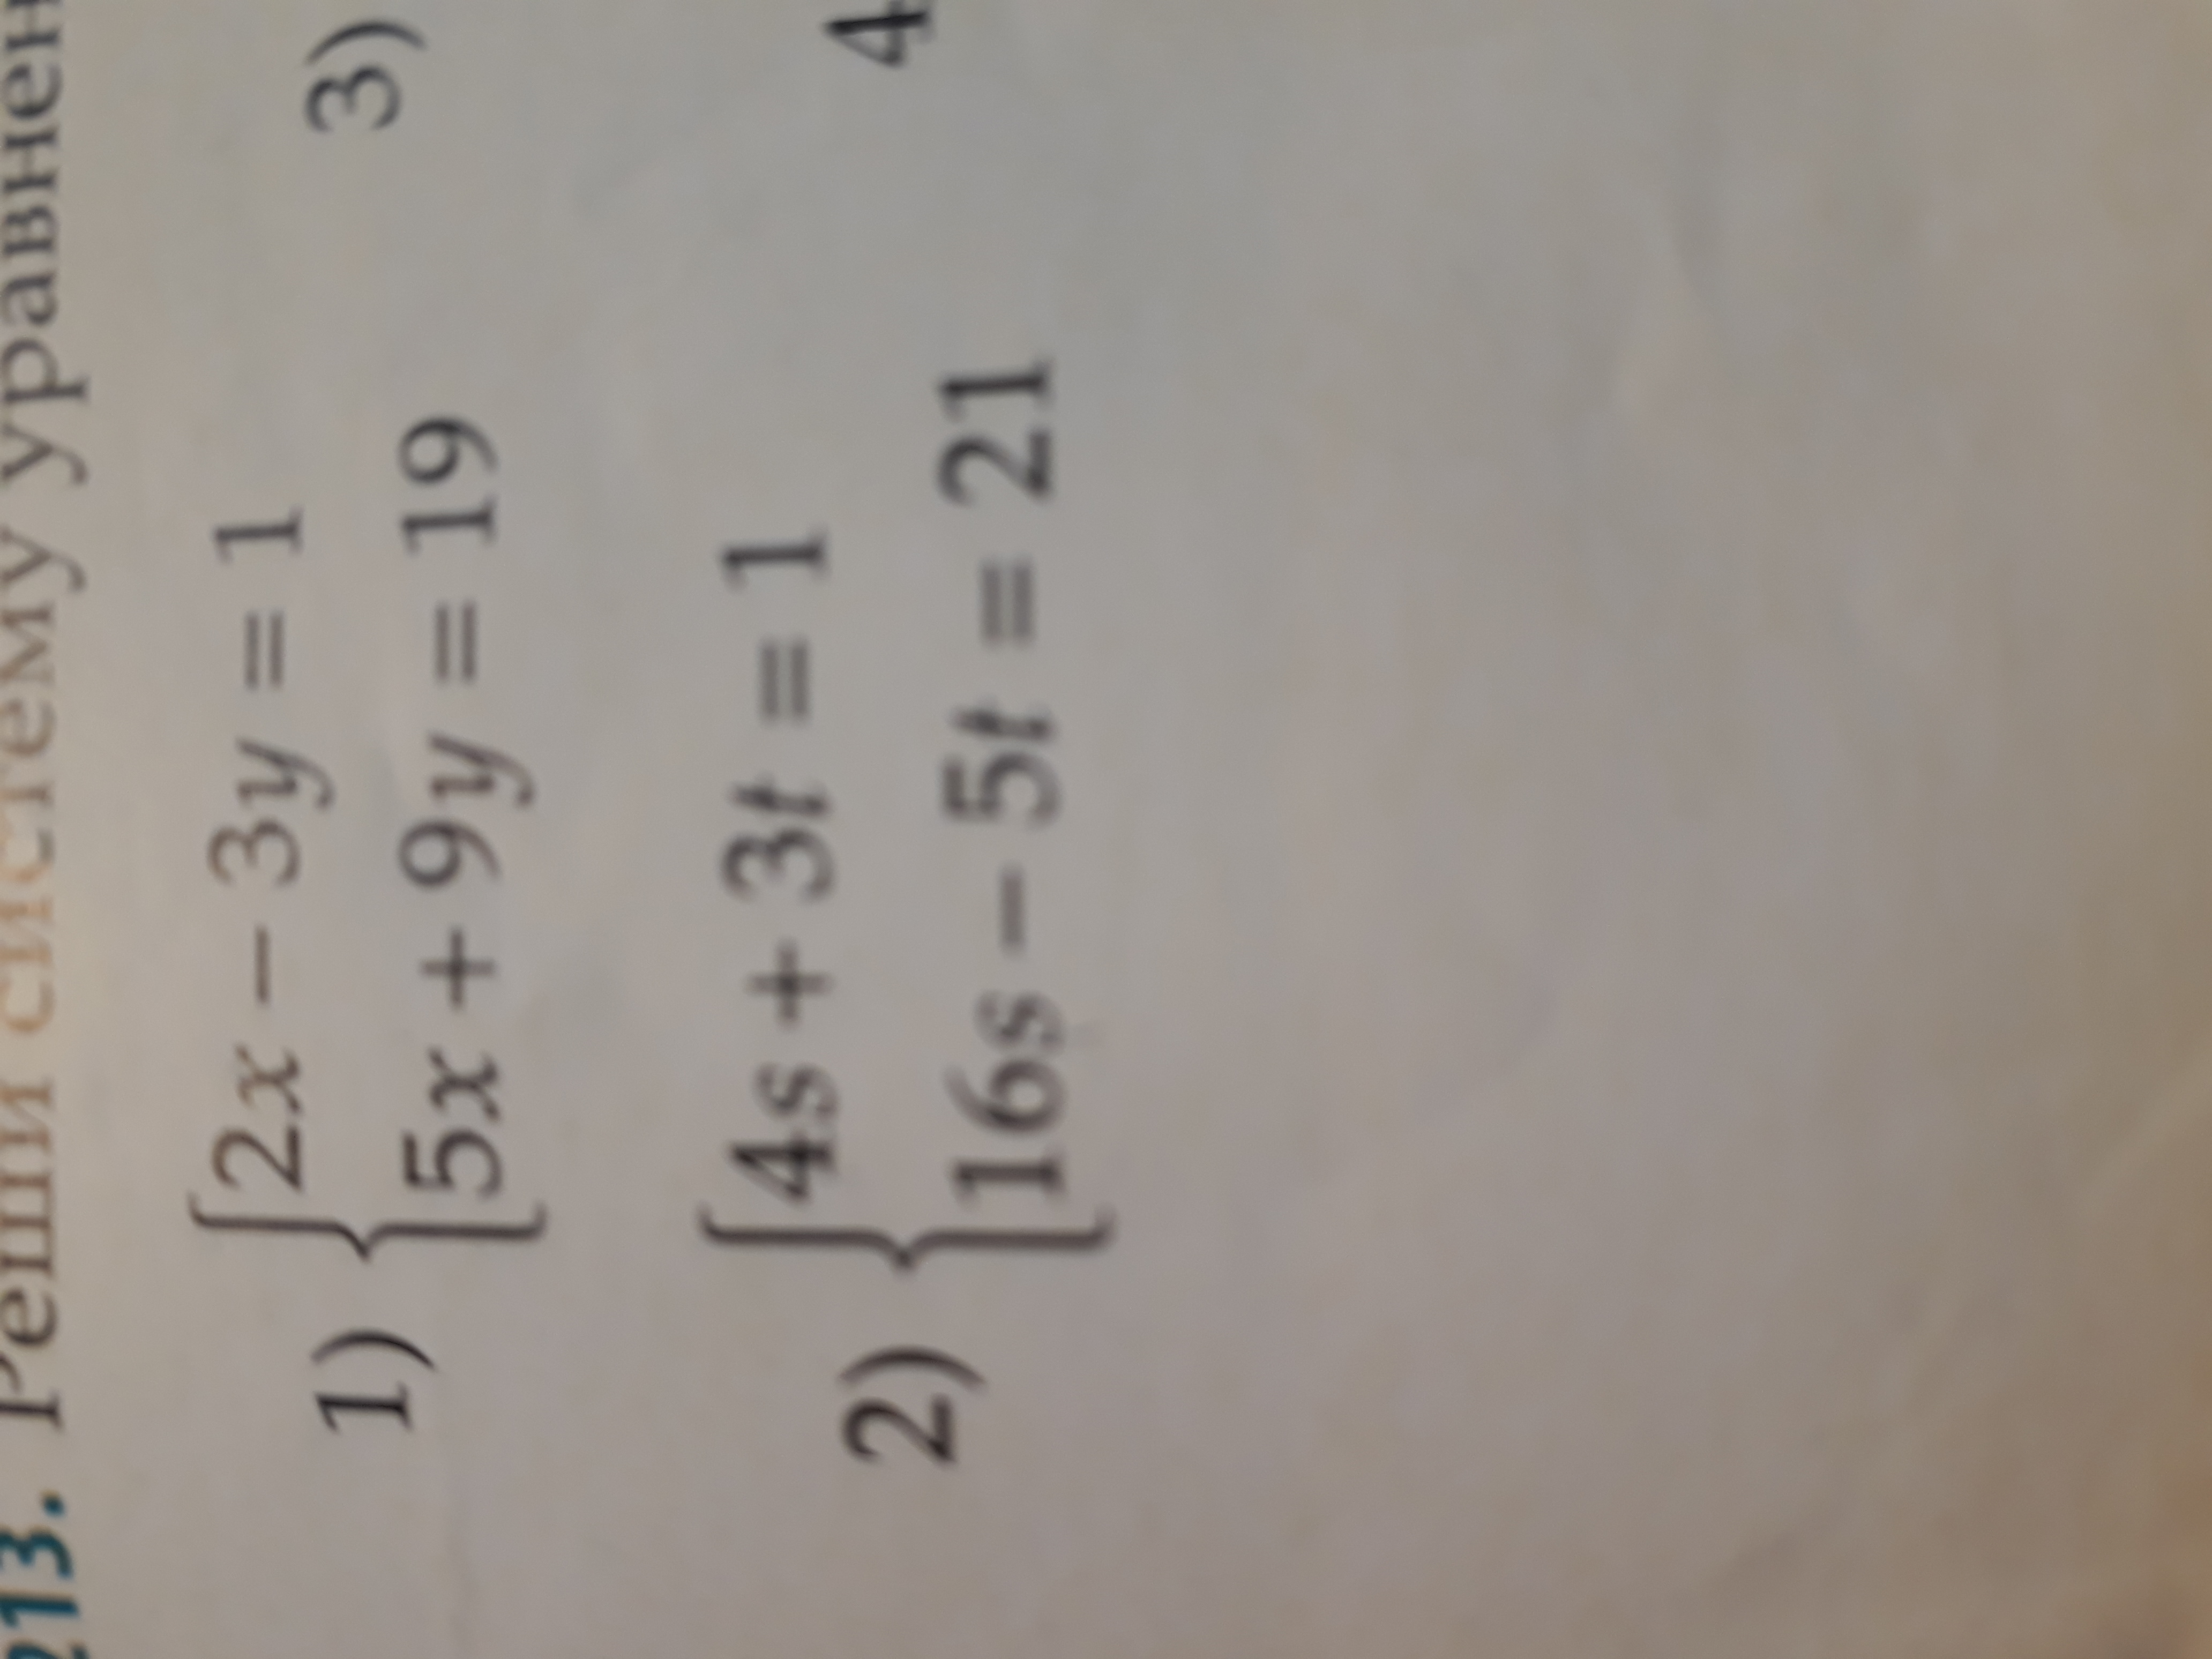 213. Реши систему уравнен
1) {2x − 3y = 1
5x + 9y = 19
3)
2) {4s + 3t = 1
16s − 5t = 21
4